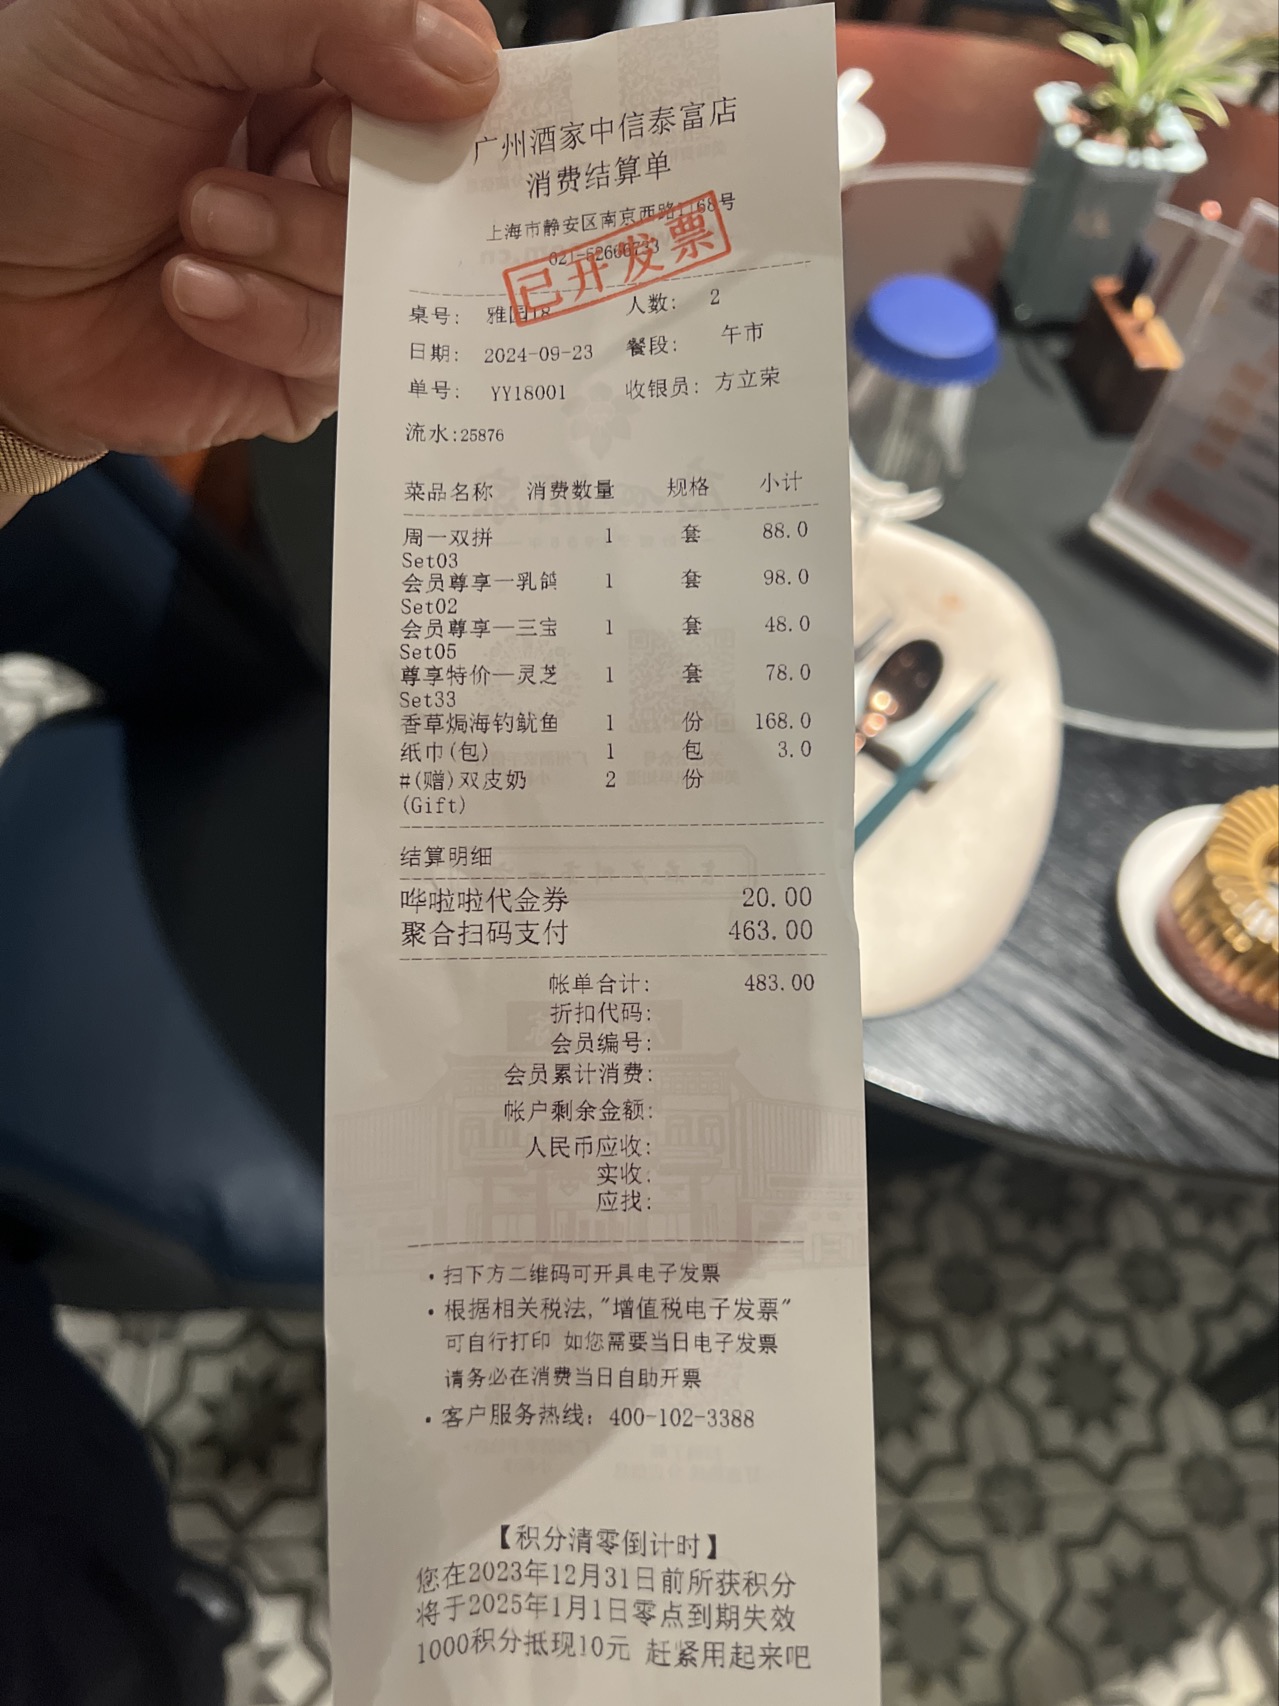 广州酒家中信泰富店
消费结算单
上海市静安区南京西路1168号
021-52666733
已开发票
桌号: 雅园18 人数: 2
日期: 2024-09-23 餐段: 午市
单号: YY18001 收银员: 方立荣
流水:25876
菜品名称 消费数量 规格 小计
周一双拼 1 套 88.0
Set03
会员尊享一乳鸽 1 套 98.0
Set02
会员尊享一三宝 1 套 48.0
Set05
尊享特价一灵芝 1 套 78.0
Set33
香草焗海钓鱿鱼 1 份 168.0
纸巾(包) 1 包 3.0
#(赠)双皮奶 2 份
(Gift)
结算明细
哗啦啦代金券 20.00
聚合扫码支付 463.00
帐单合计: 483.00
折扣代码:
会员编号:
会员累计消费:
帐户剩余金额:
人民币应收:
实收:
应找:
·扫下方二维码可开具电子发票
·根据相关税法,"增值税电子发票"
可自行打印 如您需要当日电子发票
请务必在消费当日自助开票
·客户服务热线: 400-102-3388
【积分清零倒计时】
您在2023年12月31日前所获积分
将于2025年1月1日零点到期失效
1000积分抵现10元 赶紧用起来吧